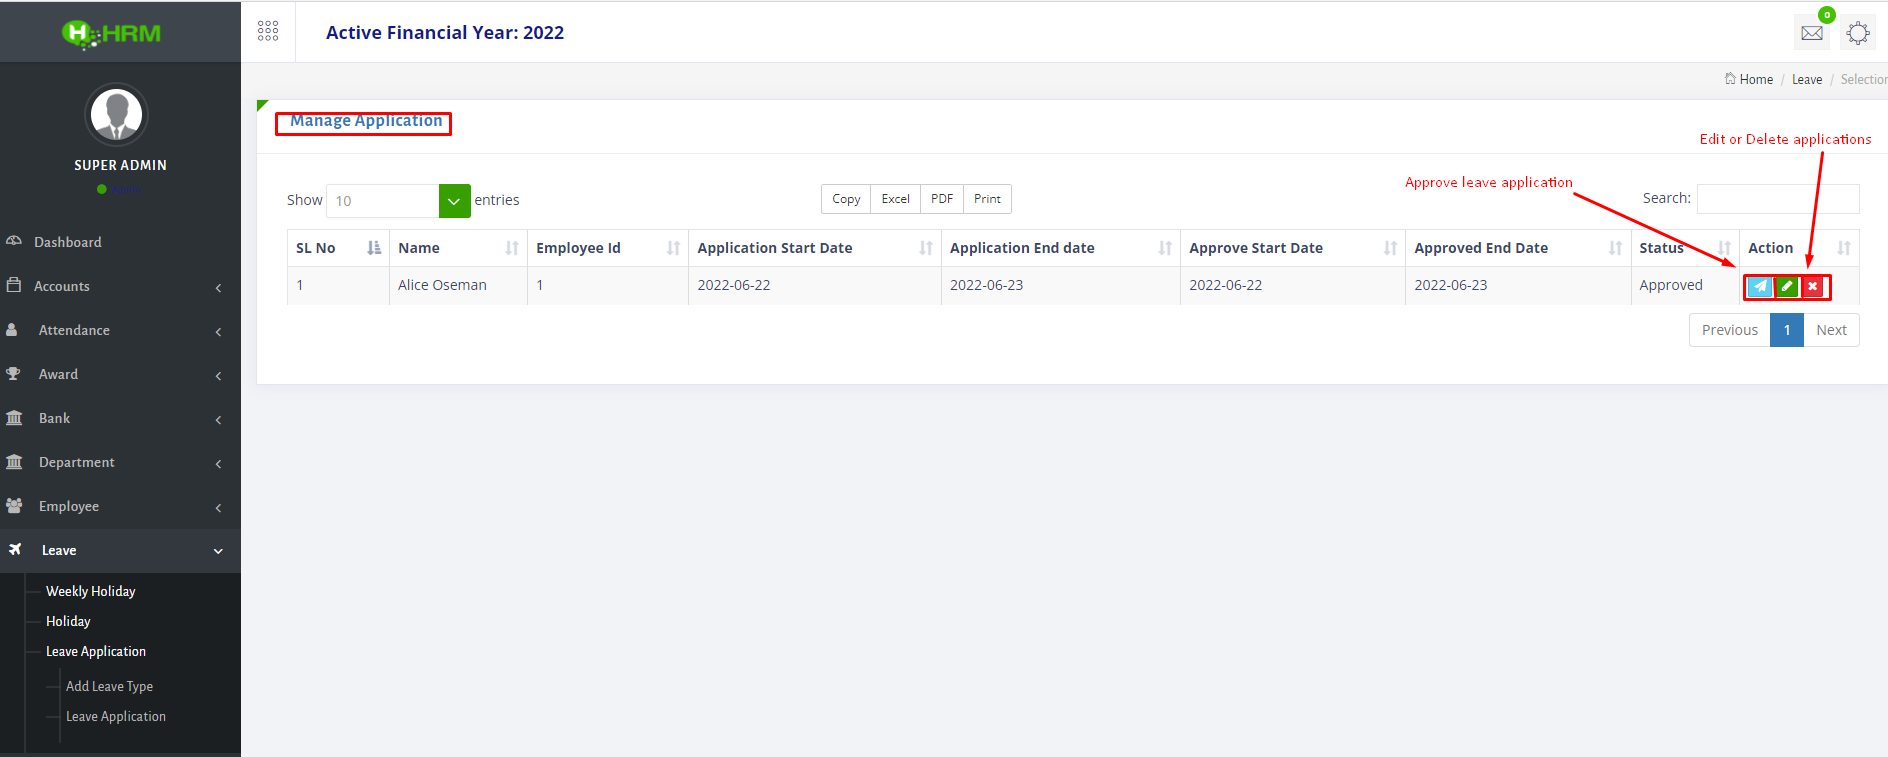 HRM
Active Financial Year: 2022
0
SUPER ADMIN
Home / Leave / Selection
Manage Application
Edit or Delete applications
Approve leave application
Show 10 entries
Copy Excel PDF Print
Search:
SL No Name Employee Id Application Start Date Application End date Approve Start Date Approved End Date Status Action
1 Alice Oseman 1 2022-06-22 2022-06-23 2022-06-22 2022-06-23 Approved
Previous 1 Next
Dashboard
Accounts
Attendance
Award
Bank
Department
Employee
Leave
Weekly Holiday
Holiday
Leave Application
Add Leave Type
Leave Application